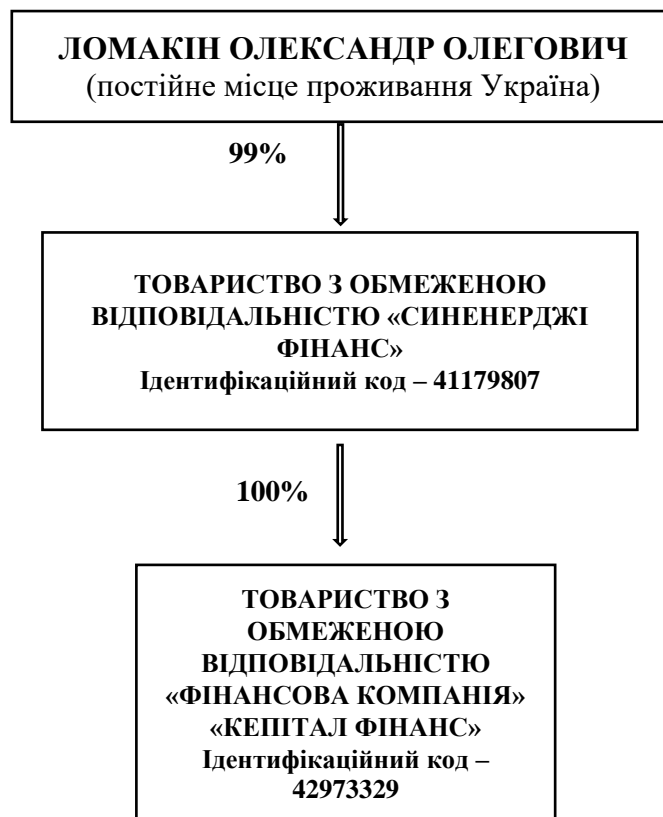 ЛОМАКІН ОЛЕКСАНДР ОЛЕГОВИЧ
(постійне місце проживання Україна)
99%
ТОВАРИСТВО З ОБМЕЖЕНОЮ
ВІДПОВІДАЛЬНІСТЮ «СИНЕНЕРДЖІ
ФІНАНС»
Ідентифікаційний код – 41179807
100%
ТОВАРИСТВО З
ОБМЕЖЕНОЮ
ВІДПОВІДАЛЬНІСТЮ
«ФІНАНСОВА КОМПАНІЯ»
«КЕПІТАЛ ФІНАНС»
Ідентифікаційний код –
42973329